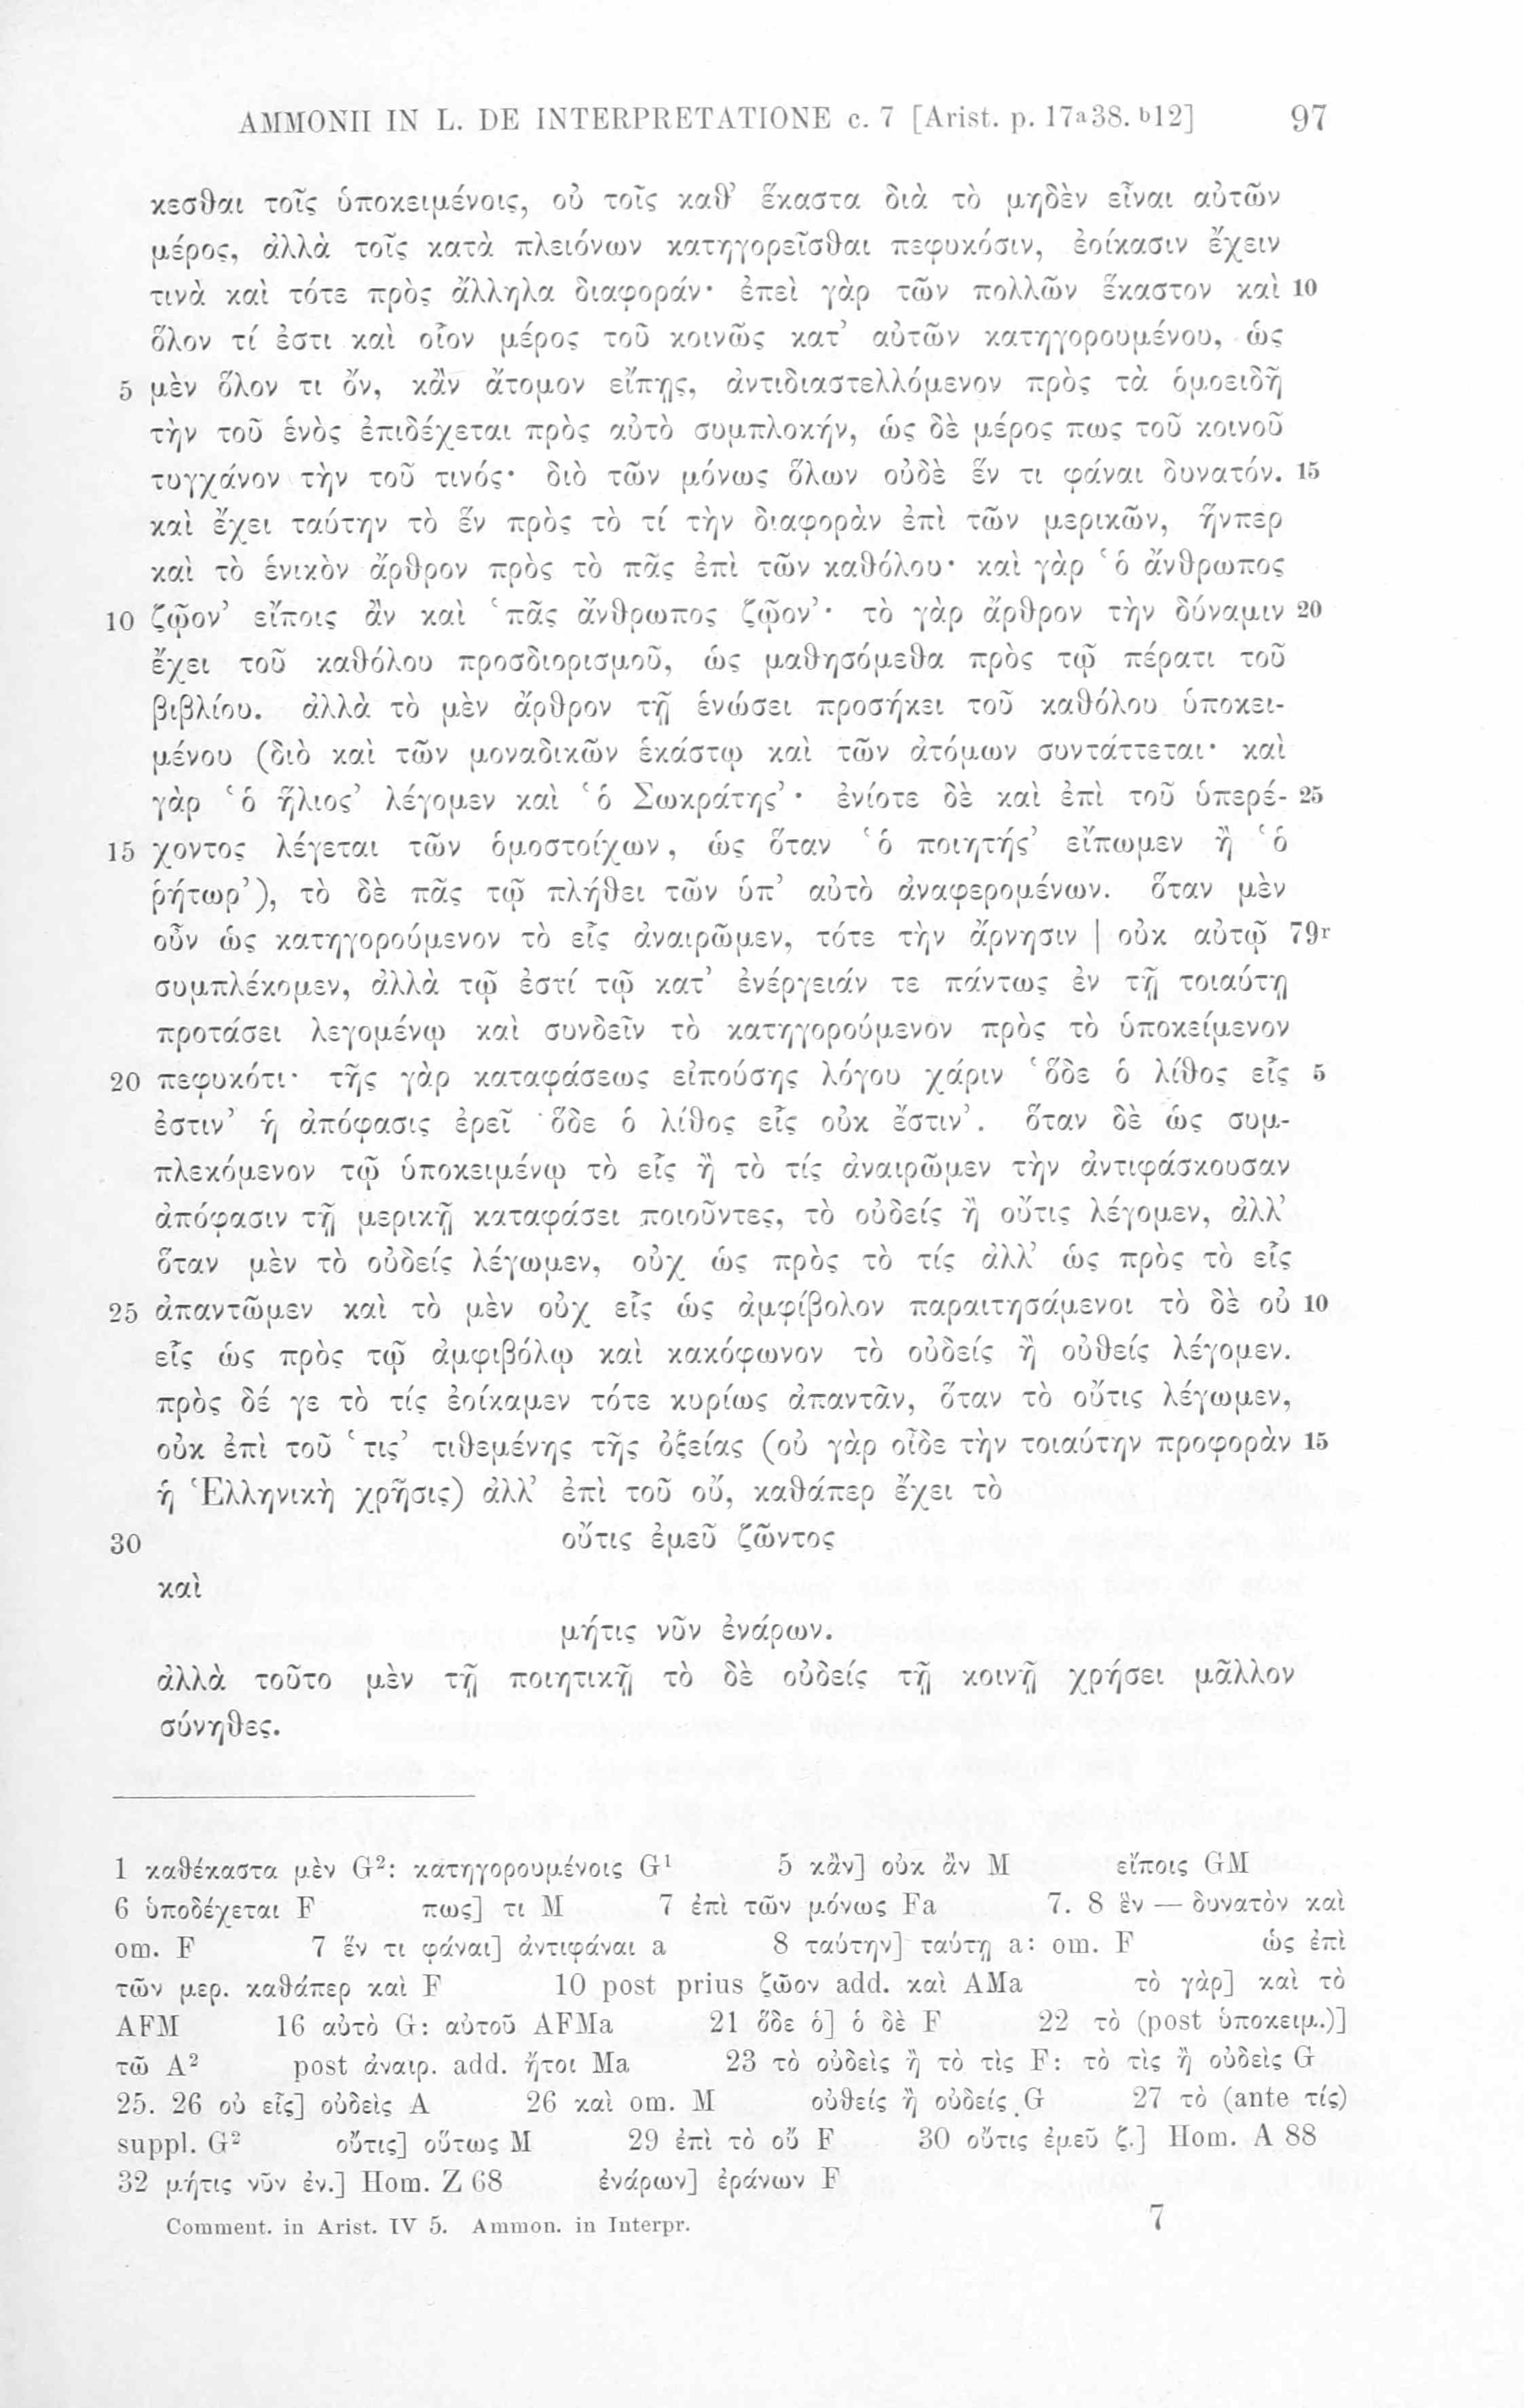 AMMONII IN L. DE INTERPRETATIONE c. 7 [Arist. p. 17a38. b12] 97
κεσθαι τοῖς ὑποκειμένοις, οὐ τοῖς καθ’ ἕκαστα διὰ τὸ μηδὲν εἶναι αὐτῶν
μέρος, ἀλλὰ τοῖς κατὰ πλειόνων κατηγορεῖσθαι πεφυκόσιν, ἐοίκασιν ἔχειν
τινὰ καὶ τότε πρὸς ἄλληλα διαφοράν· ἐπεὶ γὰρ τῶν πολλῶν ἕκαστον καὶ 10
ὅλον τί ἐστι καὶ οἷον μέρος τοῦ κοινῶς κατ’ αὐτῶν κατηγορουμένου, ὡς
5 μὲν ὅλον τι ὄν, κἂν ἄτομον εἴπῃς, ἀντιδιαστελλόμενον πρὸς τὰ ὁμοειδῆ
τὴν τοῦ ἑνὸς ἐπιδέχεται πρὸς αὐτὸ συμπλοκήν, ὡς δὲ μέρος πως τοῦ κοινοῦ
τυγχάνον τὴν τοῦ τινός· διὸ τῶν μόνως ὅλων οὐδὲ ἕν τι φάναι δυνατόν. 15
καὶ ἔχει ταύτην τὸ ἕν πρὸς τὸ τί τὴν διαφορὰν ἐπὶ τῶν μερικῶν, ἥνπερ
καὶ τὸ ἑνικὸν ἄρθρον πρὸς τὸ πᾶς ἐπὶ τῶν καθόλου· καὶ γὰρ ‘ὁ ἄνθρωπος
10 ζῷον’ εἴποις ἂν καὶ ‘πᾶς ἄνθρωπος ζῷον’· τὸ γὰρ ἄρθρον τὴν δύναμιν 20
ἔχει τοῦ καθόλου προσδιορισμοῦ, ὡς μαθησόμεθα πρὸς τῷ πέρατι τοῦ
βιβλίου. ἀλλὰ τὸ μὲν ἄρθρον τῇ ἑνώσει προσήκει τοῦ καθόλου ὑποκει-
μένου (διὸ καὶ τῶν μοναδικῶν ἑκάστῳ καὶ τῶν ἀτόμων συντάττεται· καὶ
γὰρ ‘ὁ ἥλιος’ λέγομεν καὶ ‘ὁ Σωκράτης’· ἐνίοτε δὲ καὶ ἐπὶ τοῦ ὑπερέ- 25
15 χοντος λέγεται τῶν ὁμοστοίχων, ὡς ὅταν ‘ὁ ποιητής’ εἴπωμεν ἢ ‘ὁ
ῥήτωρ’), τὸ δὲ πᾶς τῷ πλήθει τῶν ὑπ’ αὐτὸ ἀναφερομένων. ὅταν μὲν
οὖν ὡς κατηγορούμενον τὸ εἷς ἀναιρῶμεν, τότε τὴν ἄρνησιν | οὐκ αὐτῷ 79r
συμπλέκομεν, ἀλλὰ τῷ ἐστί τῷ κατ’ ἐνέργειάν τε πάντως ἐν τῇ τοιαύτῃ
προτάσει λεγομένῳ καὶ συνδεῖν τὸ κατηγορούμενον πρὸς τὸ ὑποκείμενον
20 πεφυκότι· τῆς γὰρ καταφάσεως εἰπούσης λόγου χάριν ‘ὅδε ὁ λίθος εἷς 5
ἐστιν’ ἡ ἀπόφασις ἐρεῖ ‘ὅδε ὁ λίθος εἷς οὐκ ἔστιν’. ὅταν δὲ ὡς συμ-
πλεκόμενον τῷ ὑποκειμένῳ τὸ εἷς ἢ τὸ τίς ἀναιρῶμεν τὴν ἀντιφάσκουσαν
ἀπόφασιν τῇ μερικῇ καταφάσει ποιοῦντες, τὸ οὐδείς ἢ οὔτις λέγομεν, ἀλλ’
ὅταν μὲν τὸ οὐδείς λέγωμεν, οὐχ ὡς πρὸς τὸ τίς ἀλλ’ ὡς πρὸς τὸ εἷς
25 ἀπαντῶμεν καὶ τὸ μὲν οὐχ εἷς ὡς ἀμφίβολον παραιτησάμενοι τὸ δὲ οὐ 10
εἷς ὡς πρὸς τῷ ἀμφιβόλῳ καὶ κακόφωνον τὸ οὐδείς ἢ οὐθείς λέγομεν.
πρὸς δέ γε τὸ τίς ἐοίκαμεν τότε κυρίως ἀπαντᾶν, ὅταν τὸ οὔτις λέγωμεν,
οὐκ ἐπὶ τοῦ ‘τις’ τιθεμένης τῆς ὀξείας (οὐ γὰρ οἶδε τὴν τοιαύτην προφορὰν 15
ἡ Ἑλληνικὴ χρῆσις) ἀλλ’ ἐπὶ τοῦ οὔ, καθάπερ ἔχει τὸ
30 οὔτις ἐμεῦ ζῶντος
καὶ
μήτις νῦν ἐνάρων.
ἀλλὰ τοῦτο μὲν τῇ ποιητικῇ τὸ δὲ οὐδείς τῇ κοινῇ χρήσει μᾶλλον
σύνηθες.
1 καθέκαστα μὲν G²: κατηγορουμένοις G¹ 5 κἂν] οὐκ ἂν M εἴποις GM
6 ὑποδέχεται F πως] τι M 7 ἐπὶ τῶν μόνως Fa 7. 8 ἓν — δυνατὸν καὶ
om. F 7 ἕν τι φάναι] ἀντιφάναι a 8 ταύτην] ταύτῃ a: om. F ὡς ἐπὶ
τῶν μερ. καθάπερ καὶ F 10 post prius ζῶον add. καὶ AMa τὸ γὰρ] καὶ τὸ
AFM 16 αὐτὸ G: αὐτοῦ AFMa 21 ὅδε ὁ] ὁ δὲ F 22 τὸ (post ὑποκειμ.)]
τῶ A² post ἀναιρ. add. ἤτοι Ma 23 τὸ οὐδεὶς ἢ τὸ τὶς F: τὸ τὶς ἢ οὐδεὶς G
25. 26 οὐ εἷς] οὐδεὶς A 26 καὶ om. M οὐθείς ἢ οὐδείς G 27 τὸ (ante τίς)
suppl. G² οὔτις] οὕτως M 29 ἐπὶ τὸ οὔ F 30 οὔτις ἐμεῦ ζ.] Hom. A 88
32 μήτις νῦν ἐν.] Hom. Z 68 ἐνάρων] ἐράνων F
Comment. in Arist. IV 5. Ammon. in Interpr. 7